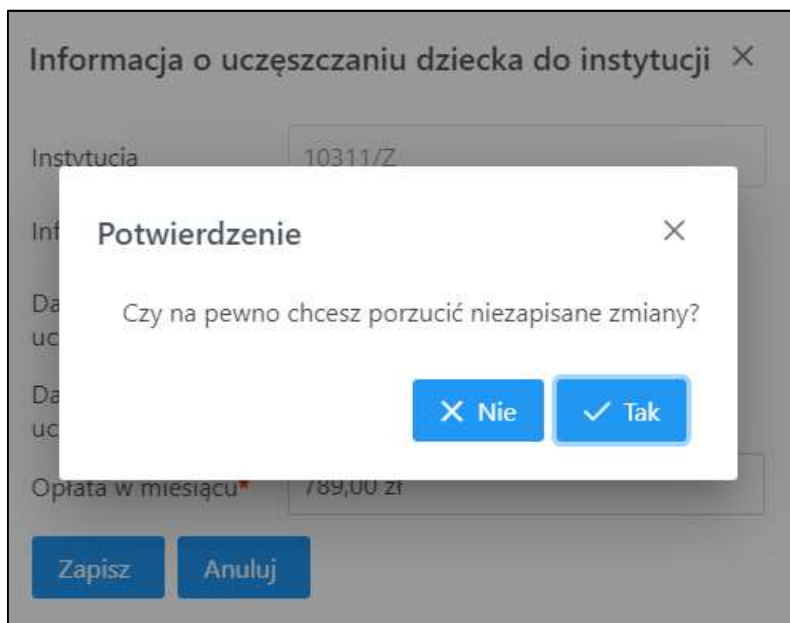 Informacja o uczęszczaniu dziecka do instytucji
Instytucja
10311/Z
Potwierdzenie
Czy na pewno chcesz porzucić niezapisane zmiany?
Nie
Tak
Opłata w miesiącu*
789,00 zł
Zapisz
Anuluj